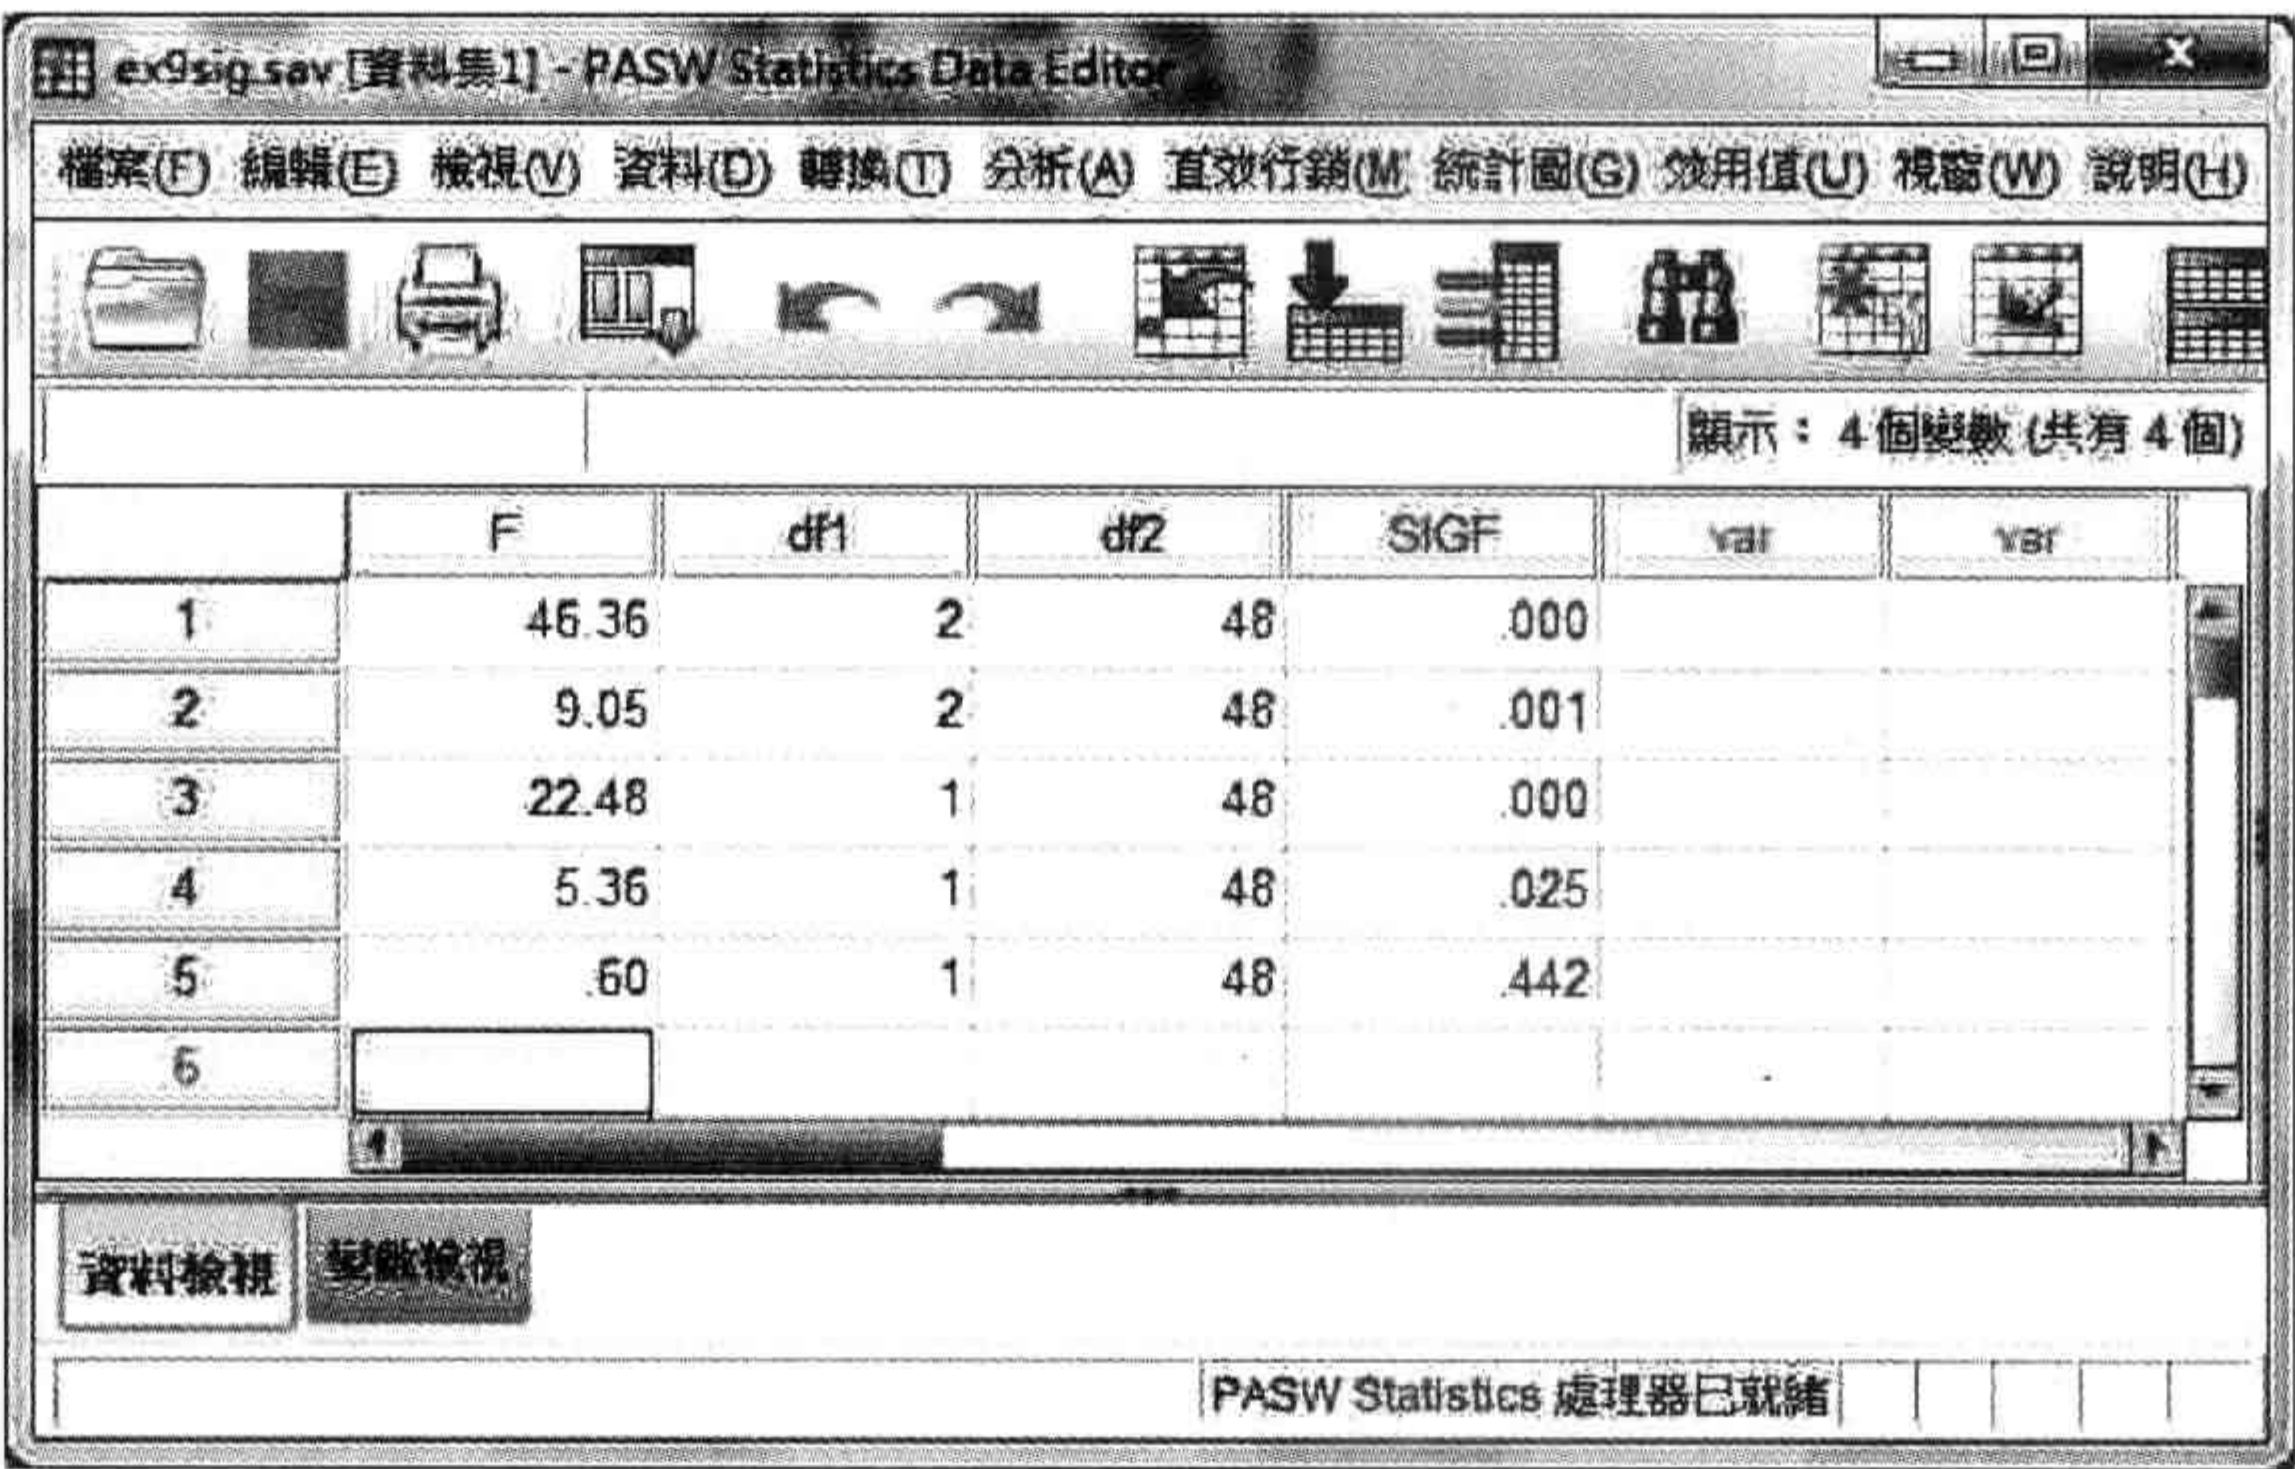 ex9sig.sav [資料集1] - PASW Statistics Data Editor
檔案(F) 編輯(E) 檢視(V) 資料(D) 轉換(T) 分析(A) 直效行銷(M 統計圖(G) 效用值(U) 視窗(W) 說明(H)
顯示： 4 個變數 (共有 4 個)
F df1 df2 SIGF var var
1 46.36 2 48 .000
2 9.05 2 48 .001
3 22.48 1 48 .000
4 5.36 1 48 .025
5 .60 1 48 .442
6
資料檢視 變數檢視
PASW Statistics 處理器已就緒